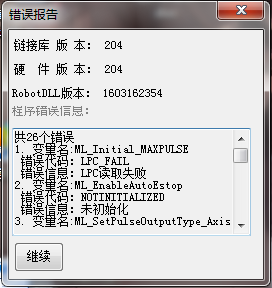 错误报告
链接库 版 本: 204
硬 件 版 本: 204
RobotDLL版本: 1603162354
程序错误信息:
共26个错误
1. 变量名:ML_Initial_MAXPULSE
错误代码: LPC_FAIL
错误信息: LPC读取失败
2. 变量名:ML_EnableAutoEstop
错误代码: NOTINITIALIZED
错误信息: 未初始化
3. 变量名:ML_SetPulseOutputType_Axis
继续